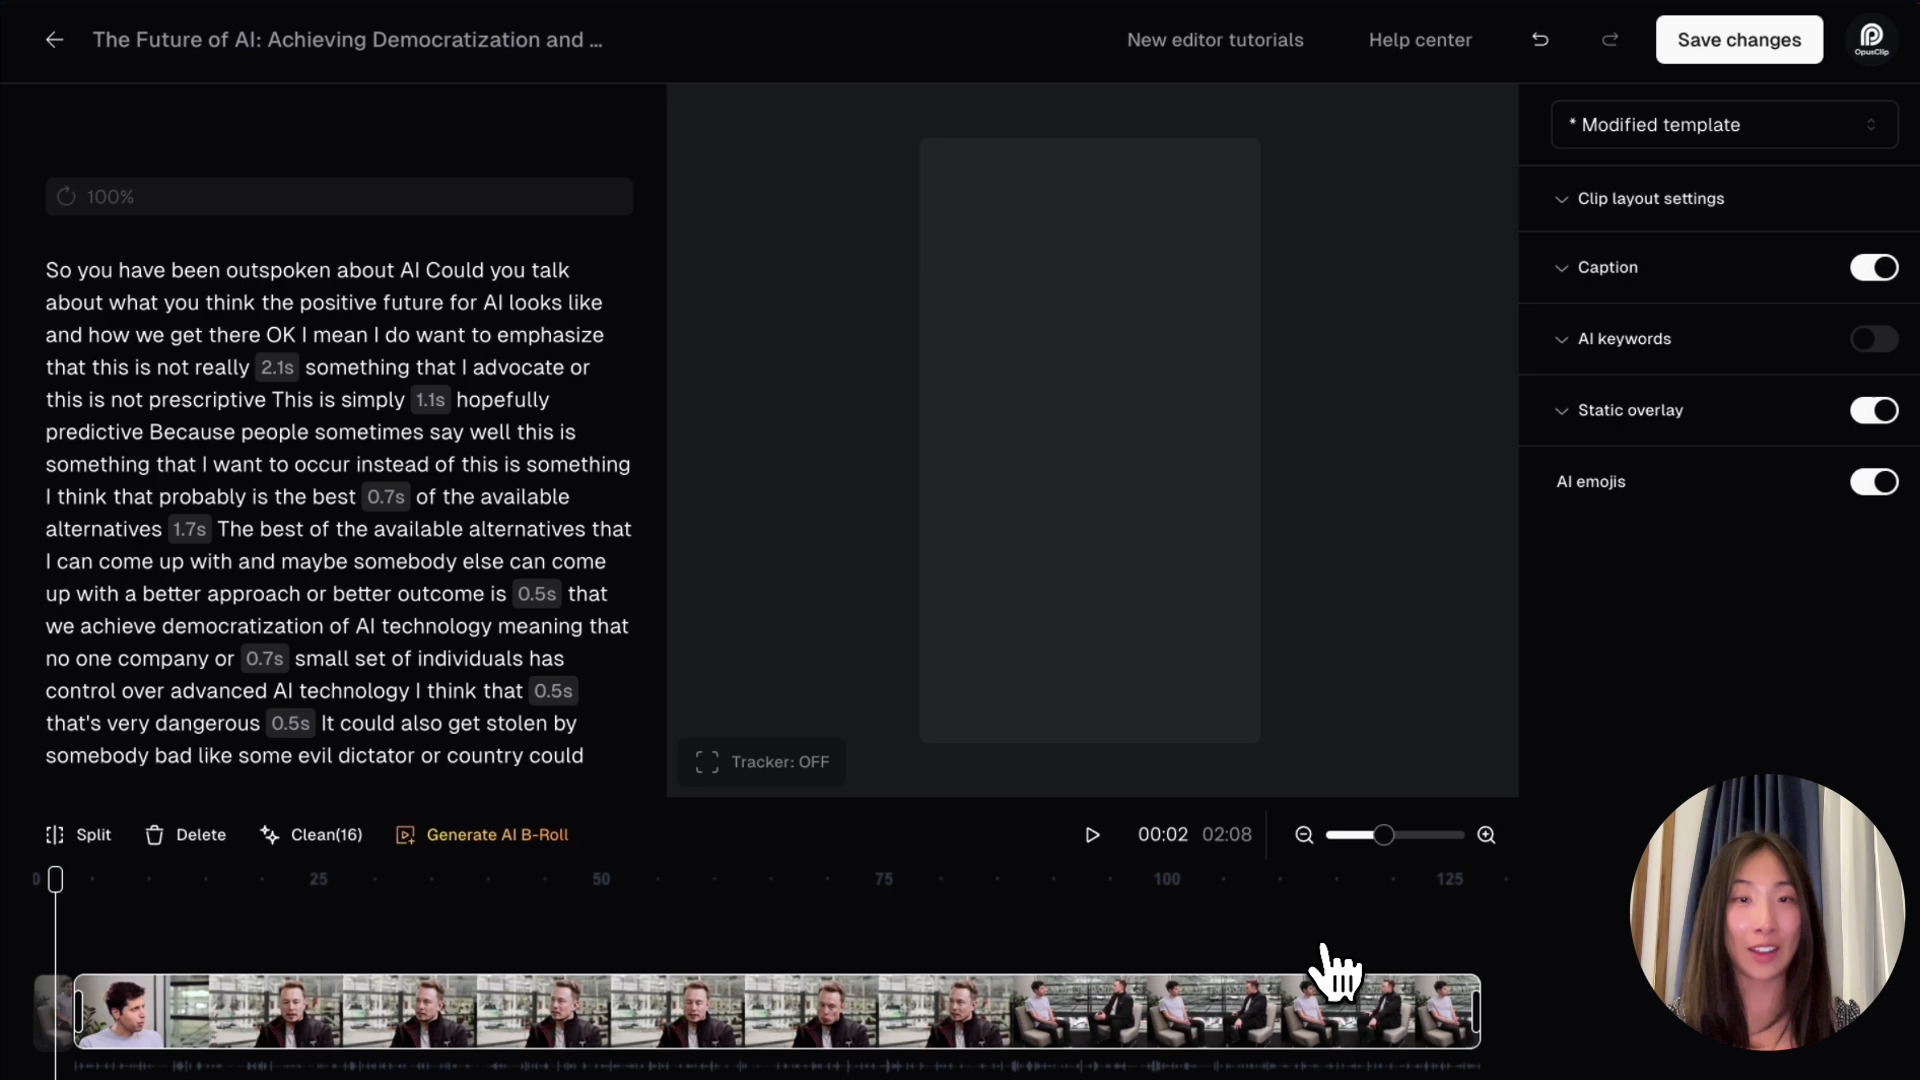 The Future of AI: Achieving Democratization and ...
New editor tutorials
Help center
Save changes
OpusClip
* Modified template
100%
Clip layout settings
Caption
AI keywords
Static overlay
AI emojis
So you have been outspoken about AI Could you talk
about what you think the positive future for AI looks like
and how we get there OK I mean I do want to emphasize
that this is not really 2.1s something that I advocate or
this is not prescriptive This is simply 1.1s hopefully
predictive Because people sometimes say well this is
something that I want to occur instead of this is something
I think that probably is the best 0.7s of the available
alternatives 1.7s The best of the available alternatives that
I can come up with and maybe somebody else can come
up with a better approach or better outcome is 0.5s that
we achieve democratization of AI technology meaning that
no one company or 0.7s small set of individuals has
control over advanced AI technology I think that 0.5s
that's very dangerous 0.5s It could also get stolen by
somebody bad like some evil dictator or country could
Tracker: OFF
Split
Delete
Clean(16)
Generate AI B-Roll
00:02 02:08
0 25 50 75 100 125